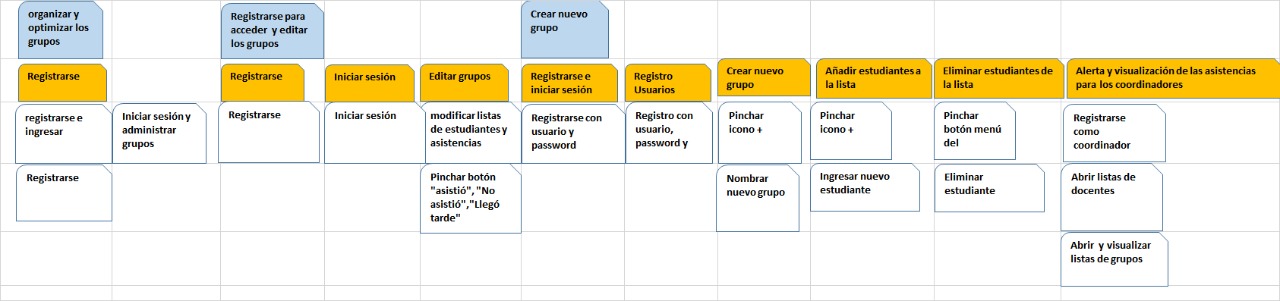 organizar y
optimizar los
grupos
Registrarse para
acceder y editar
los grupos
Crear nuevo
grupo
Registrarse
Registrarse
Iniciar sesión
Editar grupos
Registrarse e
iniciar sesión
Registro
Usuarios
Crear nuevo
grupo
Añadir estudiantes a
la lista
Eliminar estudiantes de
la lista
Alerta y visualización de las asistencias
para los coordinadores
registrarse e
ingresar
Iniciar sesión y
administrar
grupos
Registrarse
Iniciar sesión
modificar listas
de estudiantes y
asistencias
Registrarse con
usuario y
password
Registro con
usuario,
password y
Pinchar
icono +
Pinchar
icono +
Pinchar
botón menú
del
Registrarse
como
coordinador
Registrarse
Pinchar botón
"asistió", "No
asistió","Llegó
tarde"
Nombrar
nuevo grupo
Ingresar nuevo
estudiante
Eliminar
estudiante
Abrir listas de
docentes
Abrir y visualizar
listas de grupos